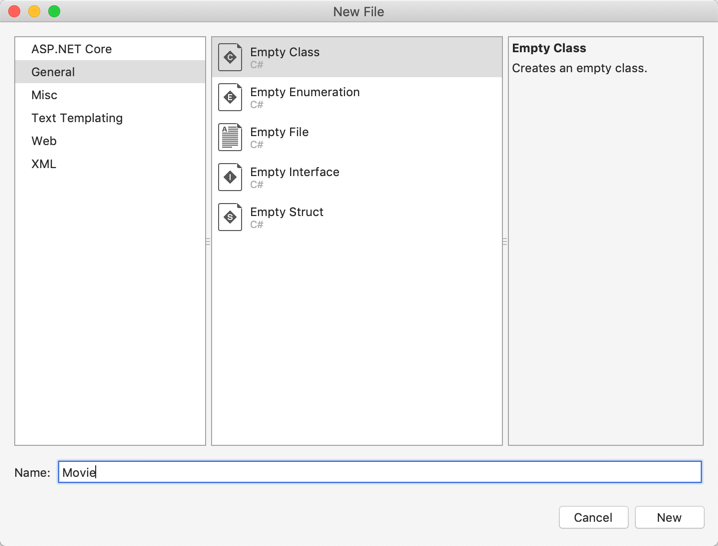 New File
ASP.NET Core
General
Misc
Text Templating
Web
XML
C
Empty Class
C#
E
Empty Enumeration
C#
A
Empty File
C#
I
Empty Interface
C#
S
Empty Struct
C#
Empty Class
Creates an empty class.
Name:
Movie
Cancel
New